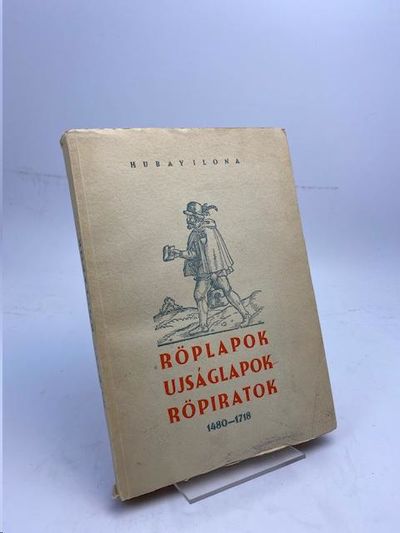 HUBAY ILONA
RÖPLAPOK
UJSÁGLAPOK
RÖPIRATOK
1480—1718